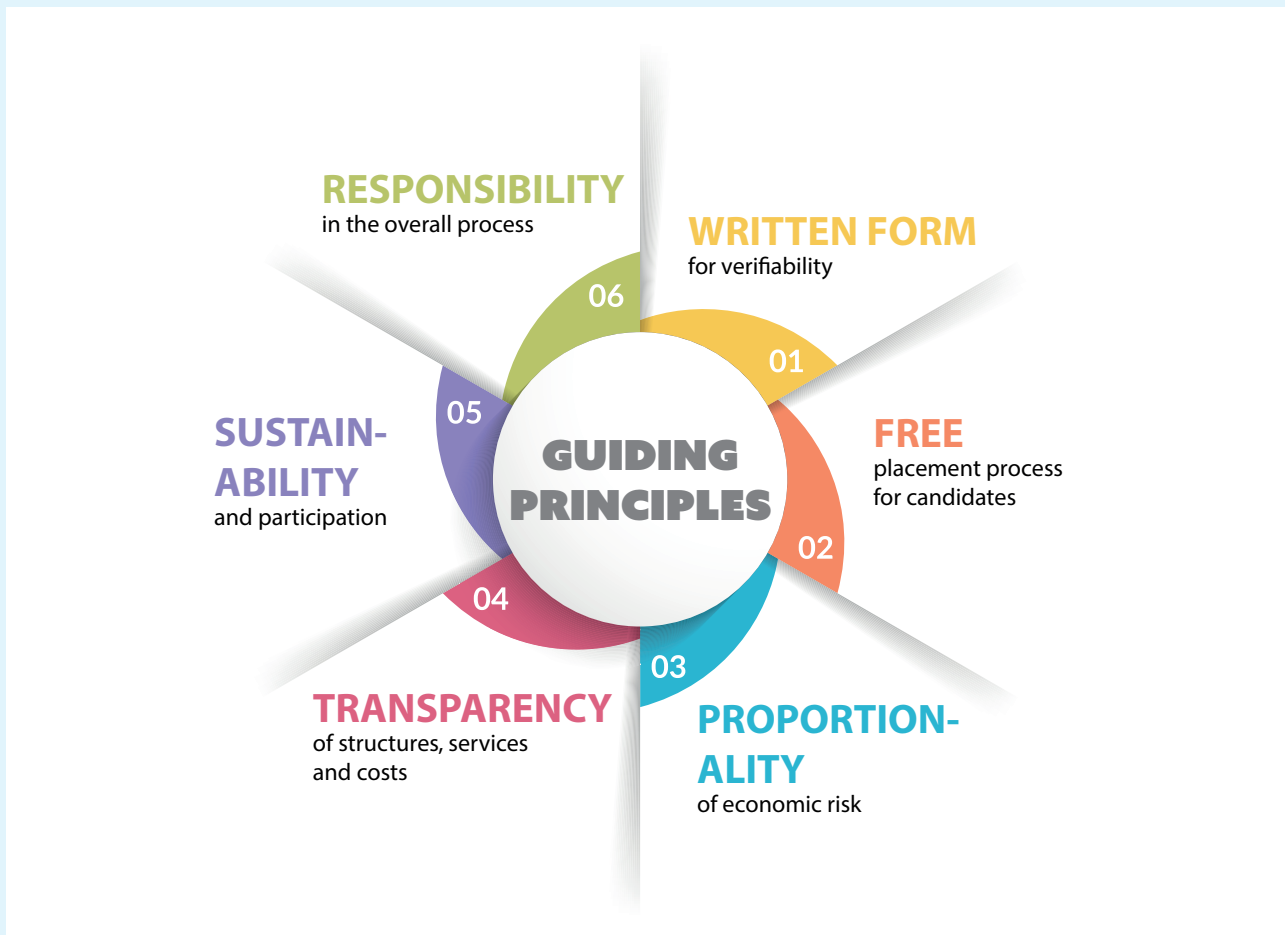 GUIDING
PRINCIPLES
01
WRITTEN FORM
for verifiability
02
FREE
placement process
for candidates
03
PROPORTION-
ALITY
of economic risk
04
TRANSPARENCY
of structures, services
and costs
05
SUSTAIN-
ABILITY
and participation
06
RESPONSIBILITY
in the overall process